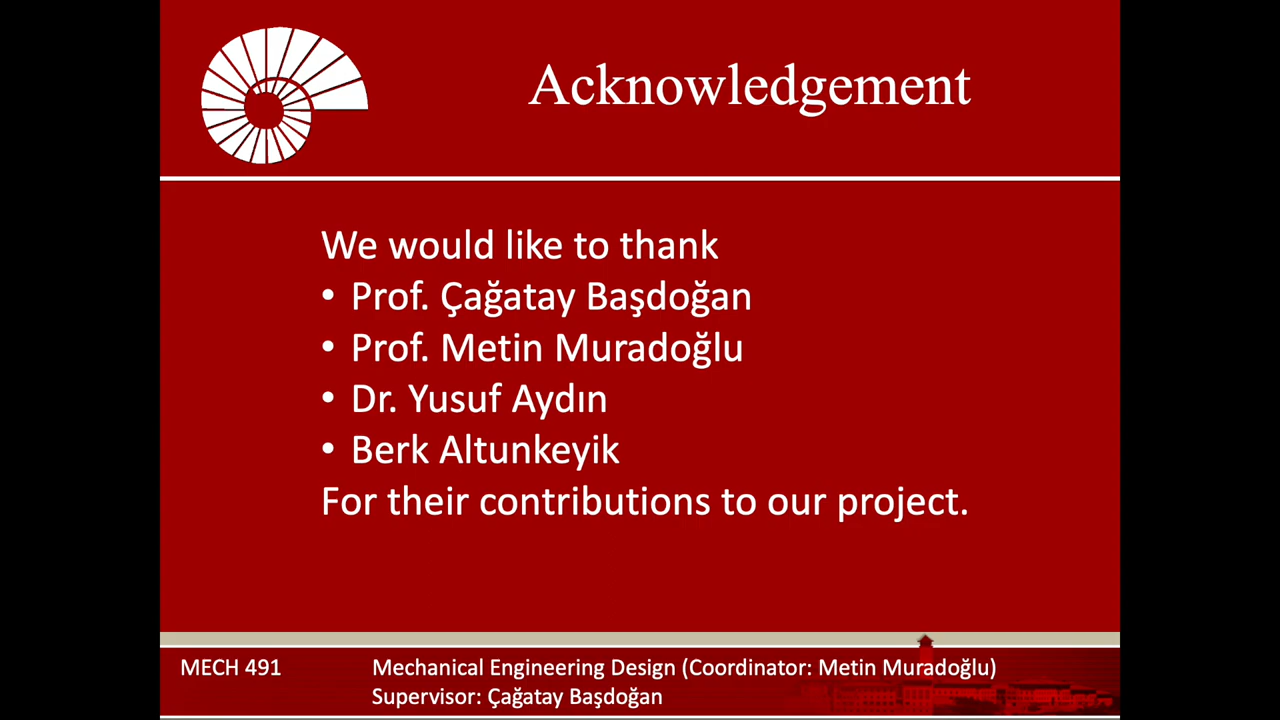 Acknowledgement
We would like to thank
• Prof. Çağatay Başdoğan
• Prof. Metin Muradoğlu
• Dr. Yusuf Aydın
• Berk Altunkeyik
For their contributions to our project.
MECH 491
Mechanical Engineering Design (Coordinator: Metin Muradoğlu)
Supervisor: Çağatay Başdoğan